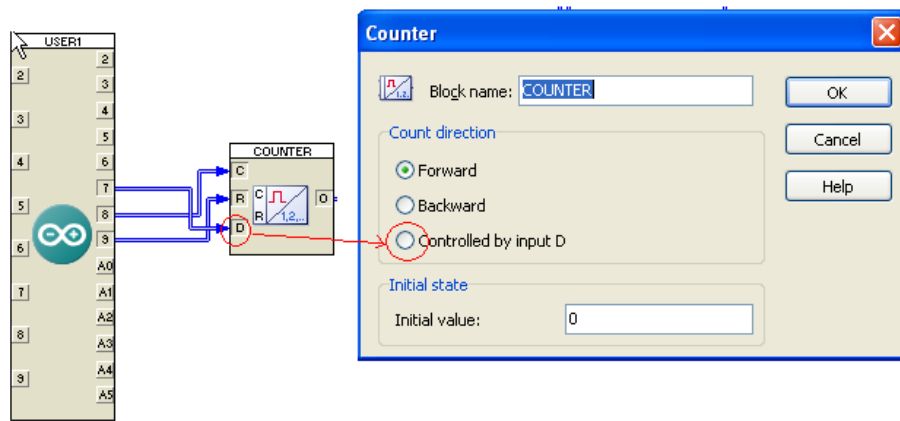 USER1
2
3
4
5
6
7
8
9
2
3
4
5
6
7
8
9
A0
A1
A2
A3
A4
A5
COUNTER
C
R
D
C
R
1,2,...
O
Counter
1,2,
Block name: COUNTER
OK
Count direction
Cancel
Forward
Help
Backward
Controlled by input D
Initial state
Initial value: 0